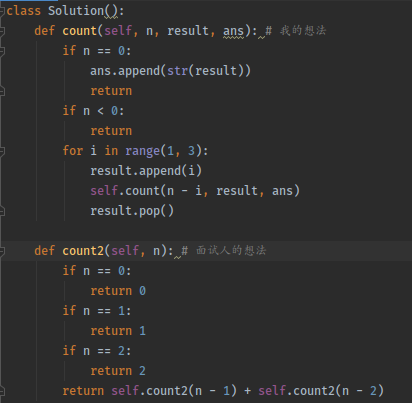 class Solution():
    def count(self, n, result, ans): # 我的想法
        if n == 0:
            ans.append(str(result))
            return
        if n < 0:
            return
        for i in range(1, 3):
            result.append(i)
            self.count(n - i, result, ans)
            result.pop()
    def count2(self, n): # 面试人的想法
        if n == 0:
            return 0
        if n == 1:
            return 1
        if n == 2:
            return 2
        return self.count2(n - 1) + self.count2(n - 2)